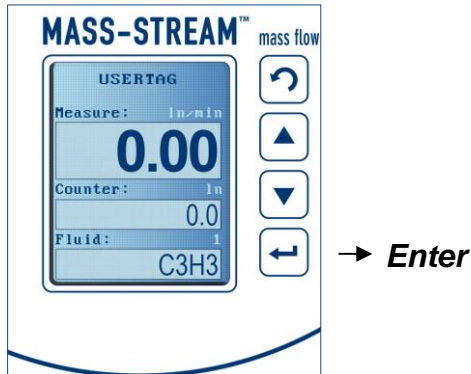 MASS-STREAM™ mass flow
USERTAG
Measure: ln/min
0.00
Counter: ln
0.0
Fluid: 1
C3H3
Enter